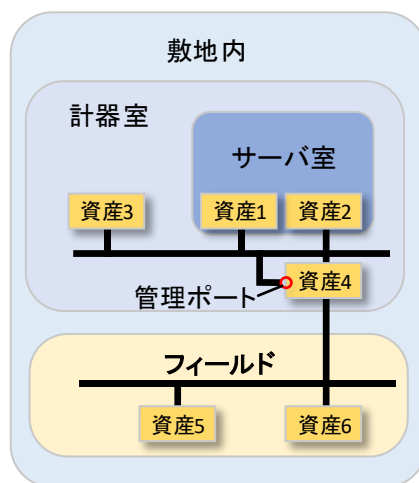 敷地内
計器室
サーバ室
資産3
資産1
資産2
管理ポート
資産4
フィールド
資産5
資産6